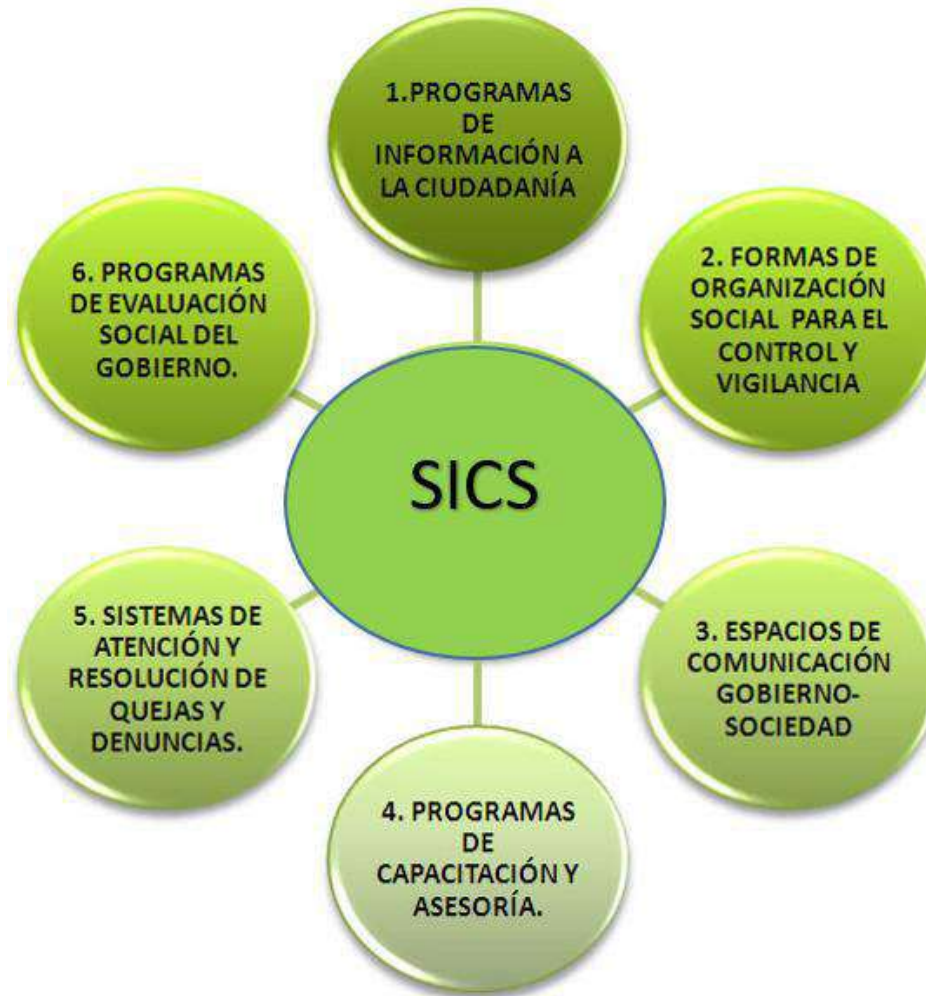 1.PROGRAMAS
DE
INFORMACIÓN A
LA CIUDADANÍA
2. FORMAS DE
ORGANIZACIÓN
SOCIAL PARA EL
CONTROL Y
VIGILANCIA
3. ESPACIOS DE
COMUNICACIÓN
GOBIERNO-
SOCIEDAD
4. PROGRAMAS
DE
CAPACITACIÓN Y
ASESORÍA.
5. SISTEMAS DE
ATENCIÓN Y
RESOLUCIÓN DE
QUEJAS Y
DENUNCIAS.
6. PROGRAMAS
DE EVALUACIÓN
SOCIAL DEL
GOBIERNO.
SICS